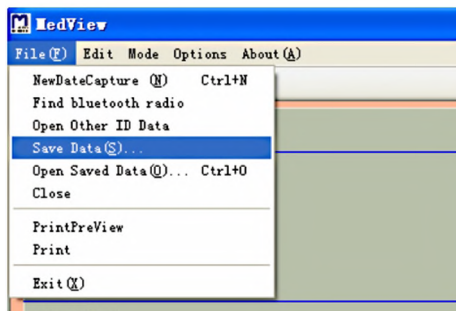 MedView
File(F) Edit Mode Options About(A)
NewDateCapture (N) Ctrl+N
Find bluetooth radio
Open Other ID Data
Save Data(S)...
Open Saved Data(O)... Ctrl+O
Close
PrintPreView
Print
Exit(X)